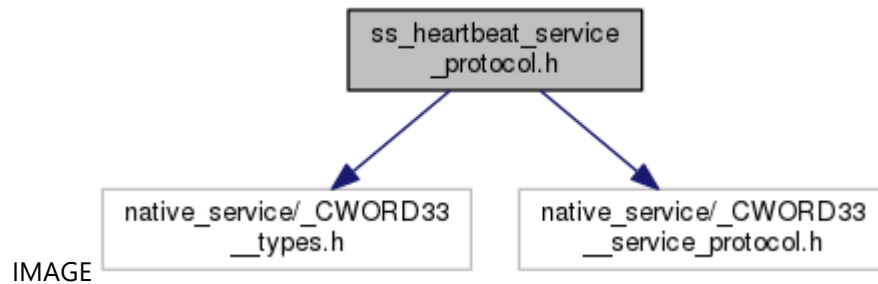 ss_heartbeat_service
_protocol.h
native_service/_CWORD33
__types.h
native_service/_CWORD33
__service_protocol.h
IMAGE